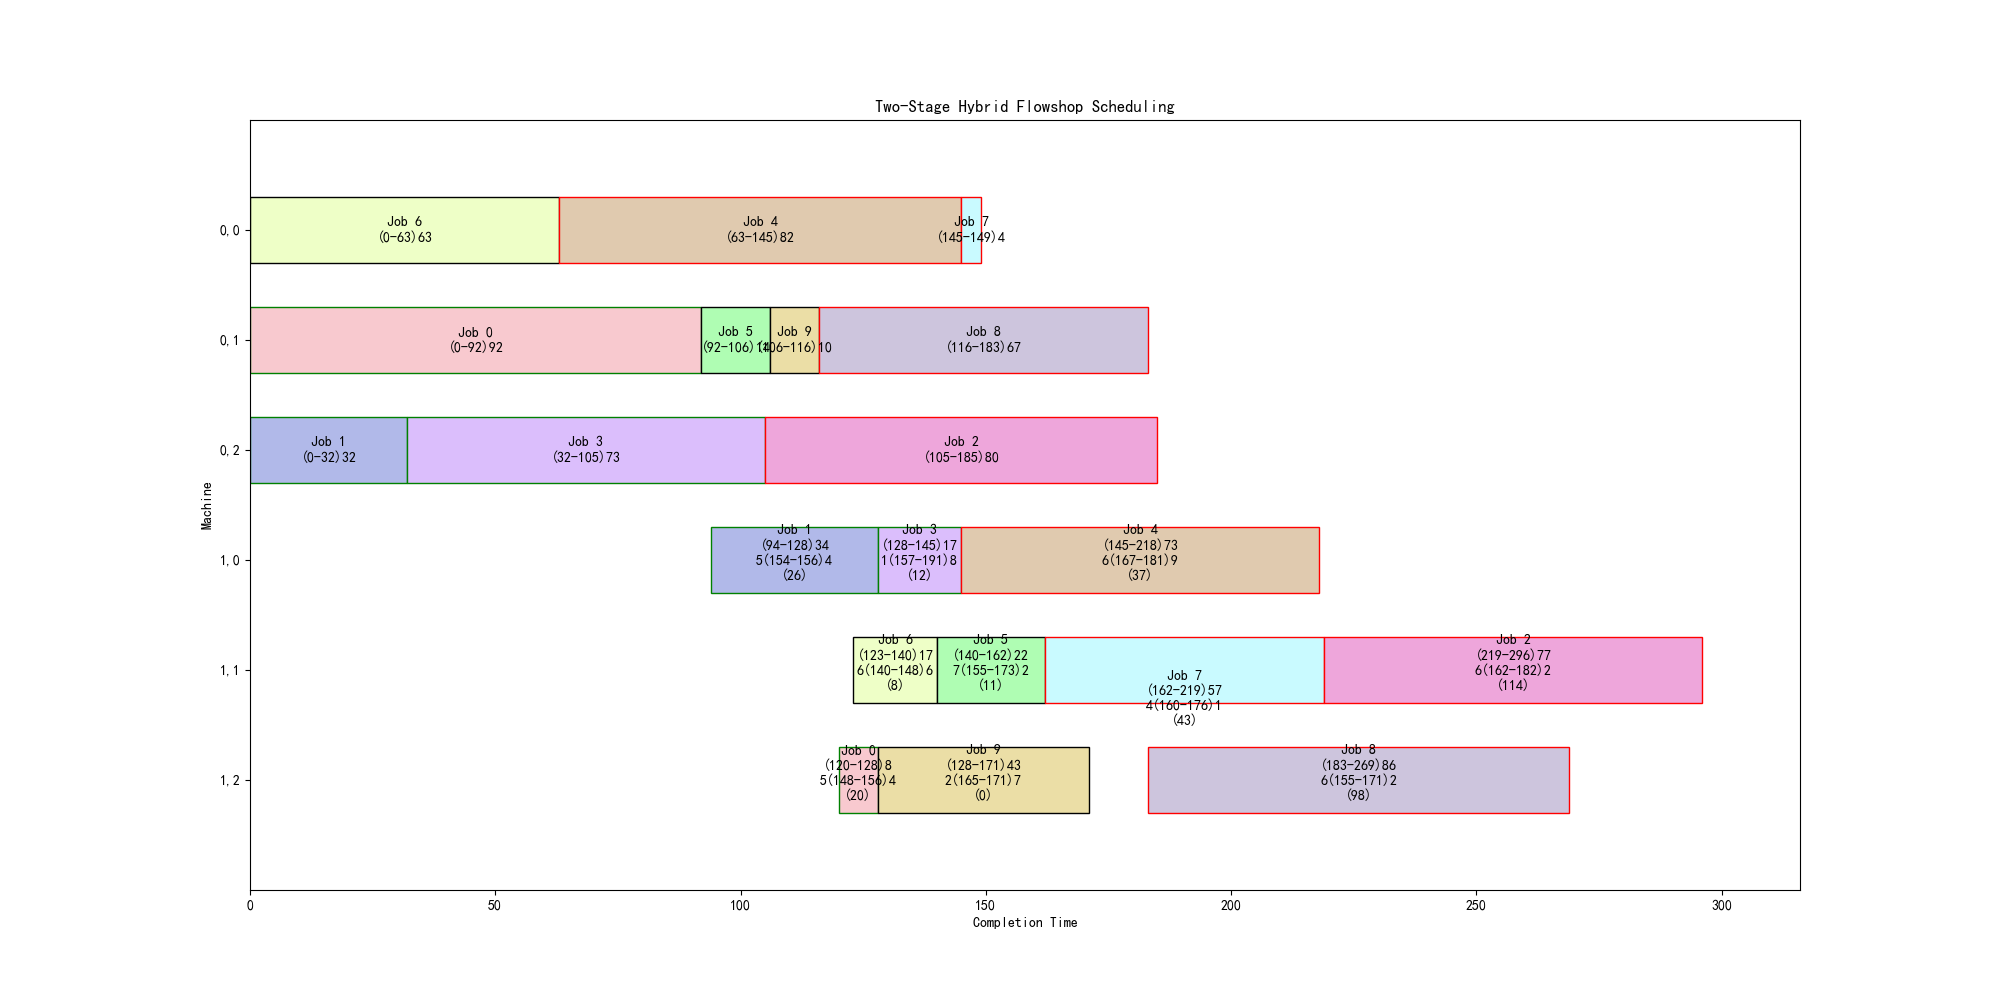 Two-Stage Hybrid Flowshop Scheduling
0,0
Job 6
(0-63)63
Job 4
(63-145)82
Job 7
(145-149)4
0,1
Job 0
(0-92)92
Job 5
(92-106)14
Job 9
(106-116)10
Job 8
(116-183)67
0,2
Job 1
(0-32)32
Job 3
(32-105)73
Job 2
(105-185)80
Machine
1,0
Job 1
(94-128)34
5(154-156)4
(26)
Job 3
(128-145)17
1(157-191)8
(12)
Job 4
(145-218)73
6(167-181)9
(37)
1,1
Job 6
(123-140)17
6(140-148)6
(8)
Job 5
(140-162)22
7(155-173)2
(11)
Job 7
(162-219)57
4(160-176)1
(43)
Job 2
(219-296)77
6(162-182)2
(114)
1,2
Job 0
(120-128)8
5(148-156)4
(20)
Job 9
(128-171)43
2(165-171)7
(0)
Job 8
(183-269)86
6(155-171)2
(98)
0
50
100
150
200
250
300
Completion Time